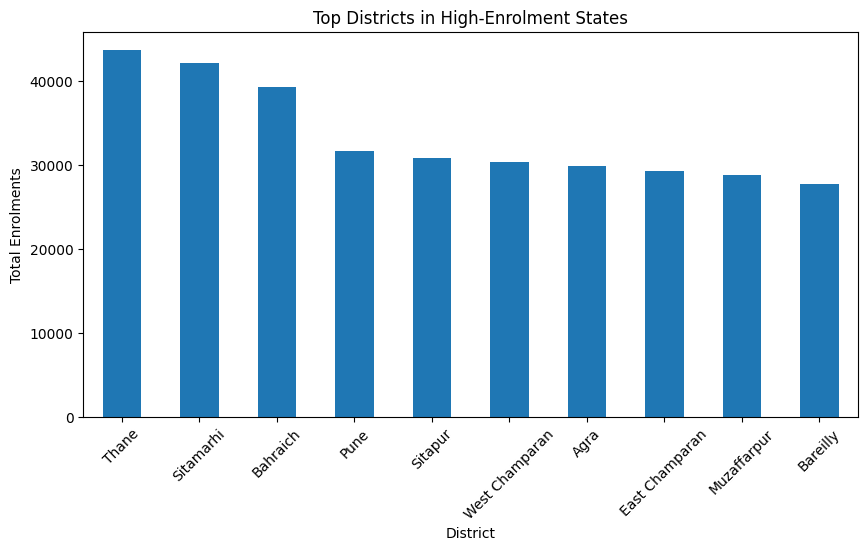 Top Districts in High-Enrolment States
Total Enrolments
40000
30000
20000
10000
0
Thane
Sitamarhi
Bahraich
Pune
Sitapur
West Champaran
Agra
East Champaran
Muzaffarpur
Bareilly
District